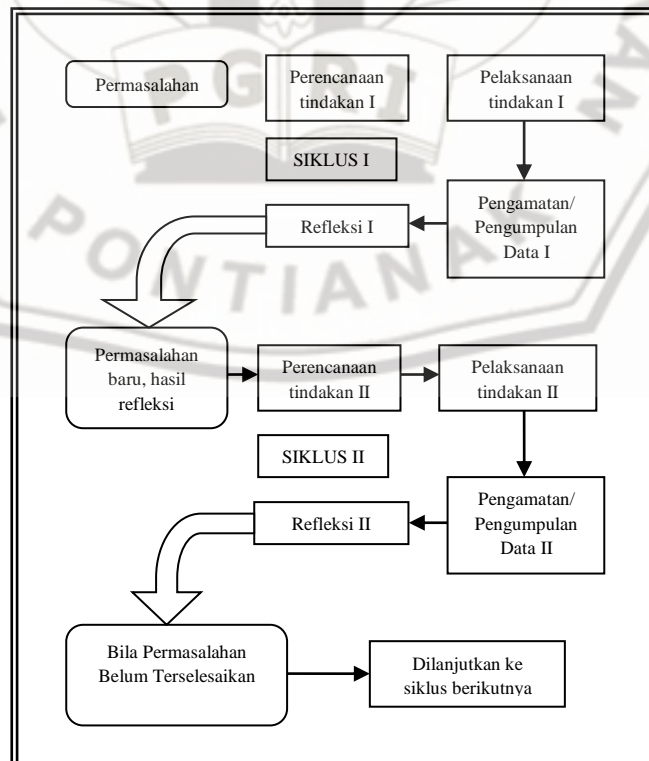 Permasalahan
Perencanaan
tindakan I
Pelaksanaan
tindakan I
SIKLUS I
Refleksi I
Pengamatan/
Pengumpulan
Data I
Permasalahan
baru, hasil
refleksi
Perencanaan
tindakan II
Pelaksanaan
tindakan II
SIKLUS II
Refleksi II
Pengamatan/
Pengumpulan
Data II
Bila Permasalahan
Belum Terselesaikan
Dilanjutkan ke
siklus berikutnya
PGRI
PONTIANAK